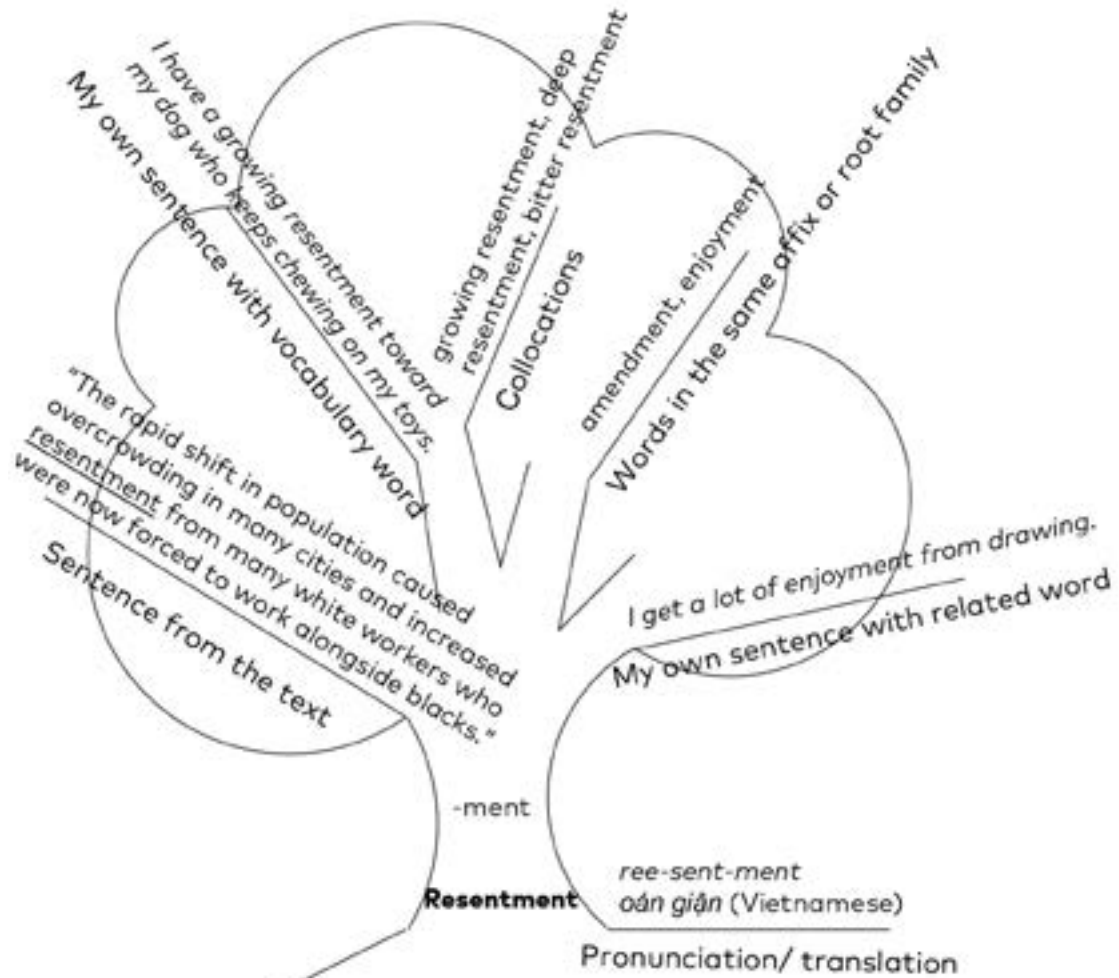 I have a growing resentment toward
my dog who keeps chewing on my toys.
My own sentence with vocabulary word
growing resentment, deep
resentment, bitter resentment
Collocations
amendment, enjoyment
Words in the same affix or root family
"The rapid shift in population caused
overcrowding in many cities and increased
resentment from many white workers who
were now forced to work alongside blacks."
Sentence from the text
I get a lot of enjoyment from drawing.
My own sentence with related word
-ment
Resentment
ree-sent-ment
oán giận (Vietnamese)
Pronunciation/ translation